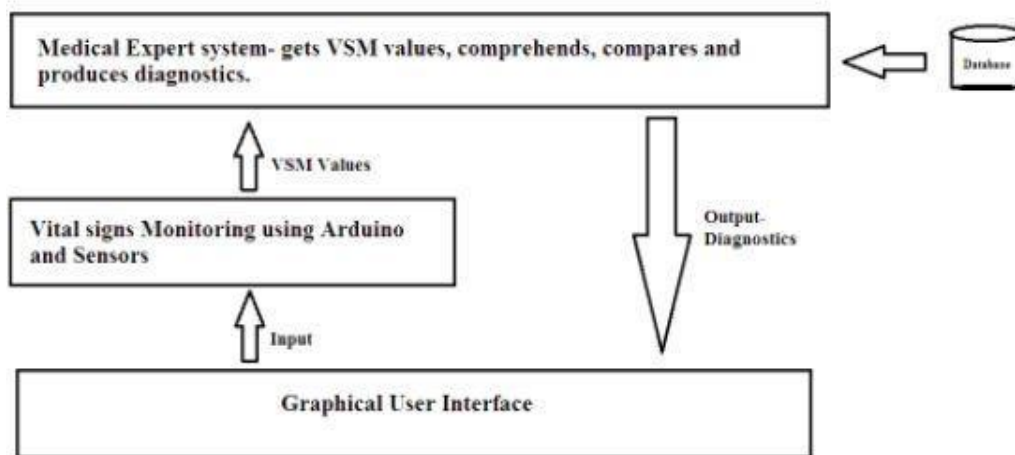 Medical Expert system- gets VSM values, comprehends, compares and
produces diagnostics.
Database
VSM Values
Vital signs Monitoring using Arduino
and Sensors
Output-
Diagnostics
Input
Graphical User Interface